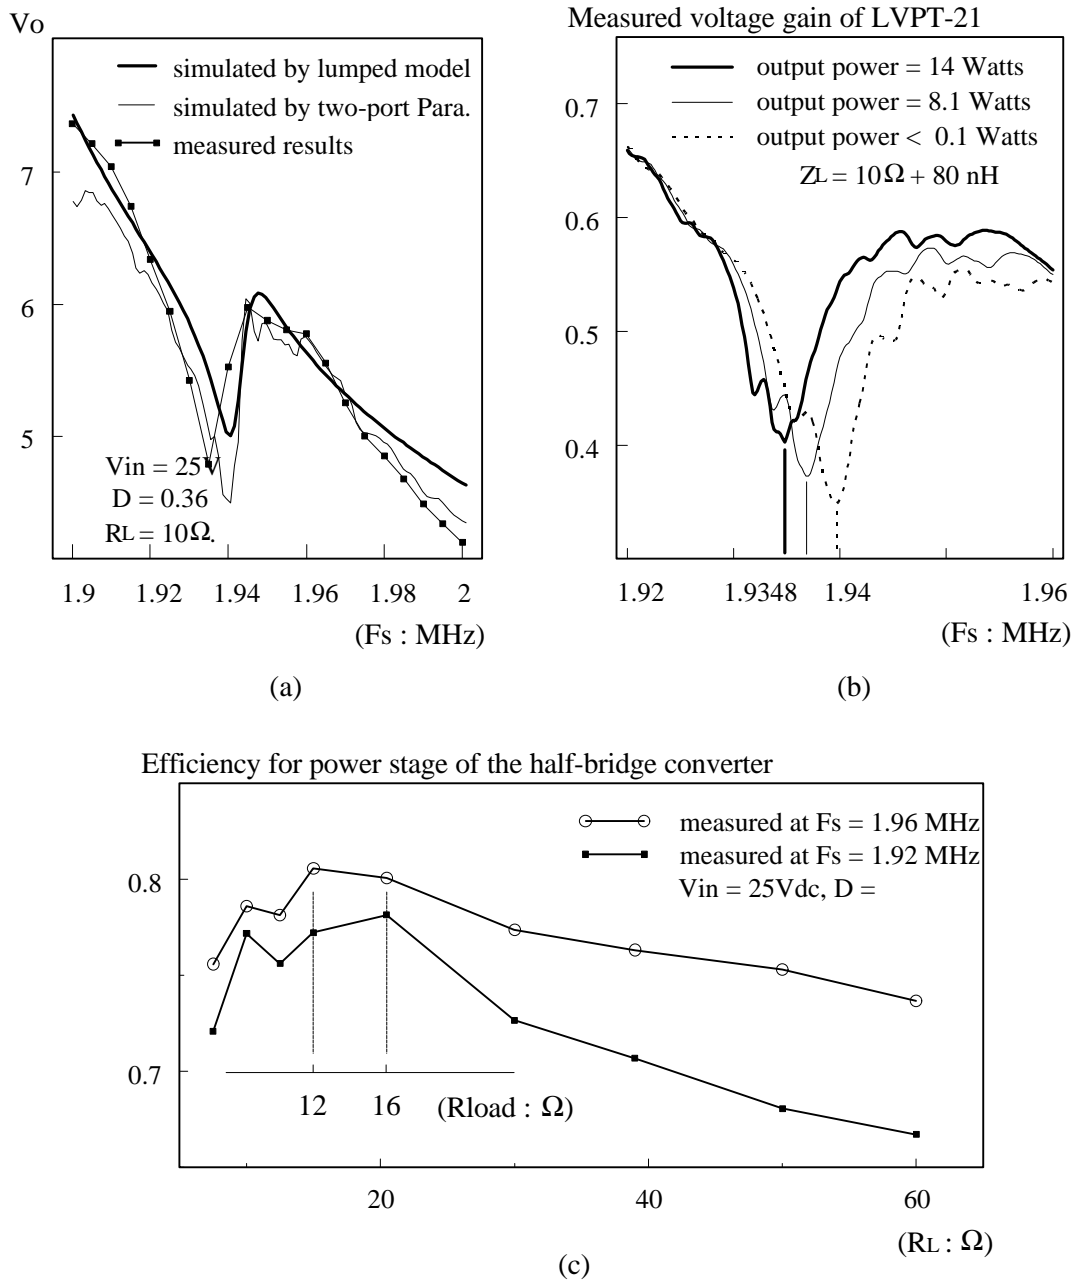 Vo
simulated by lumped model
simulated by two-port Para.
measured results
7
6
5
Vin = 25V
D = 0.36
RL = 10Ω.
1.9 1.92 1.94 1.96 1.98 2
(Fs : MHz)
(a)
Measured voltage gain of LVPT-21
output power = 14 Watts
output power = 8.1 Watts
output power < 0.1 Watts
ZL = 10Ω + 80 nH
0.7
0.6
0.5
0.4
1.92 1.9348 1.94 1.96
(Fs : MHz)
(b)
Efficiency for power stage of the half-bridge converter
measured at Fs = 1.96 MHz
measured at Fs = 1.92 MHz
Vin = 25Vdc, D =
0.8
0.7
12 16 (Rload : Ω)
20 40 60
(RL : Ω)
(c)